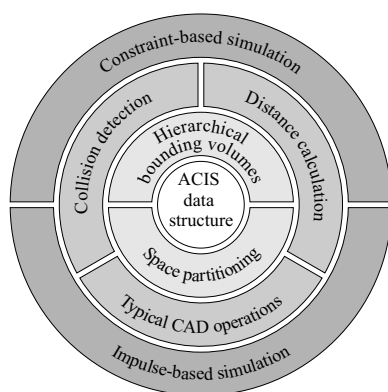 Constraint-based simulation
Collision detection
Distance calculation
Hierarchical
bounding volumes
ACIS
data
structure
Space partitioning
Typical CAD operations
Impulse-based simulation